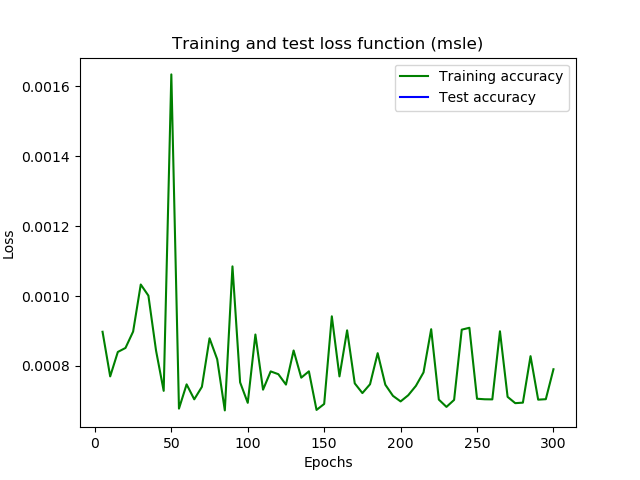 Training and test loss function (msle)
Training accuracy
Test accuracy
0.0016
0.0014
0.0012
0.0010
0.0008
Loss
0 50 100 150 200 250 300
Epochs